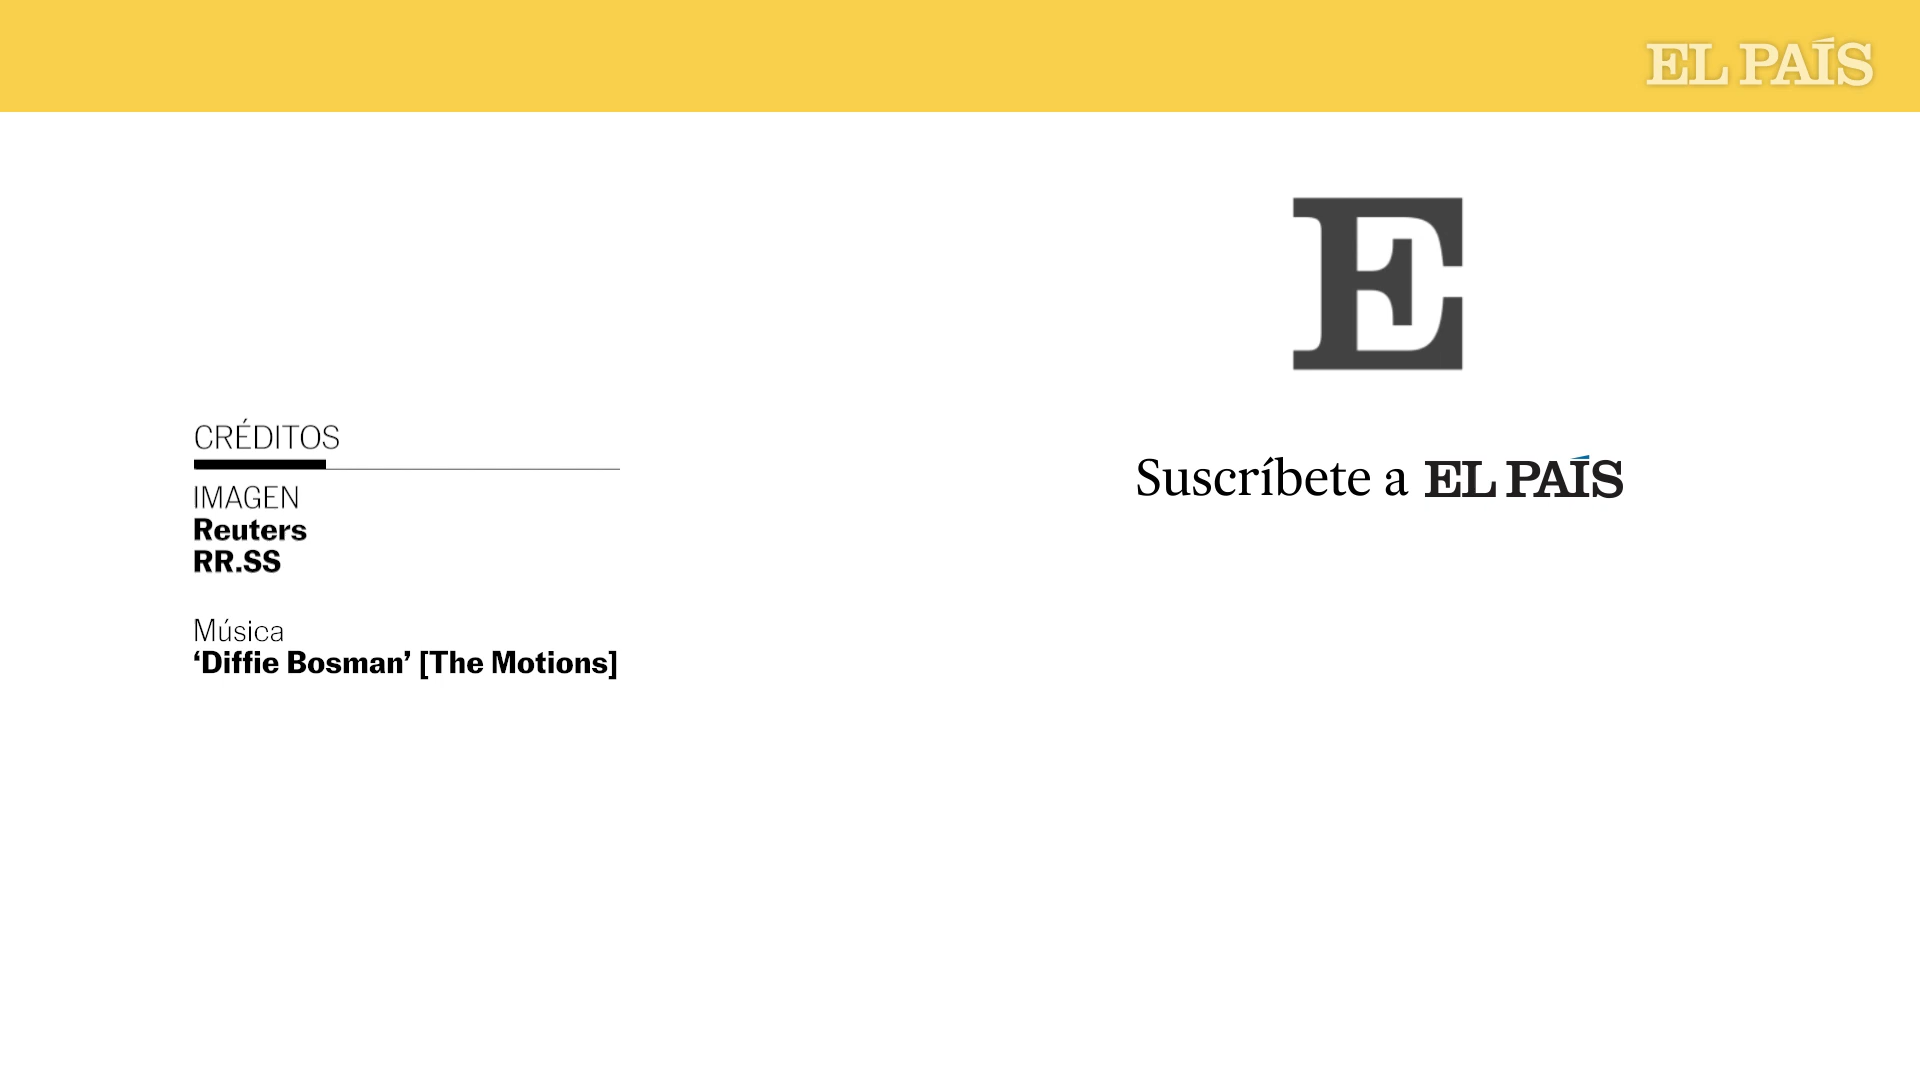 EL PAÍS
E
Suscríbete a EL PAÍS
CRÉDITOS
IMAGEN
Reuters
RR.SS
Música
‘Diffie Bosman’ [The Motions]